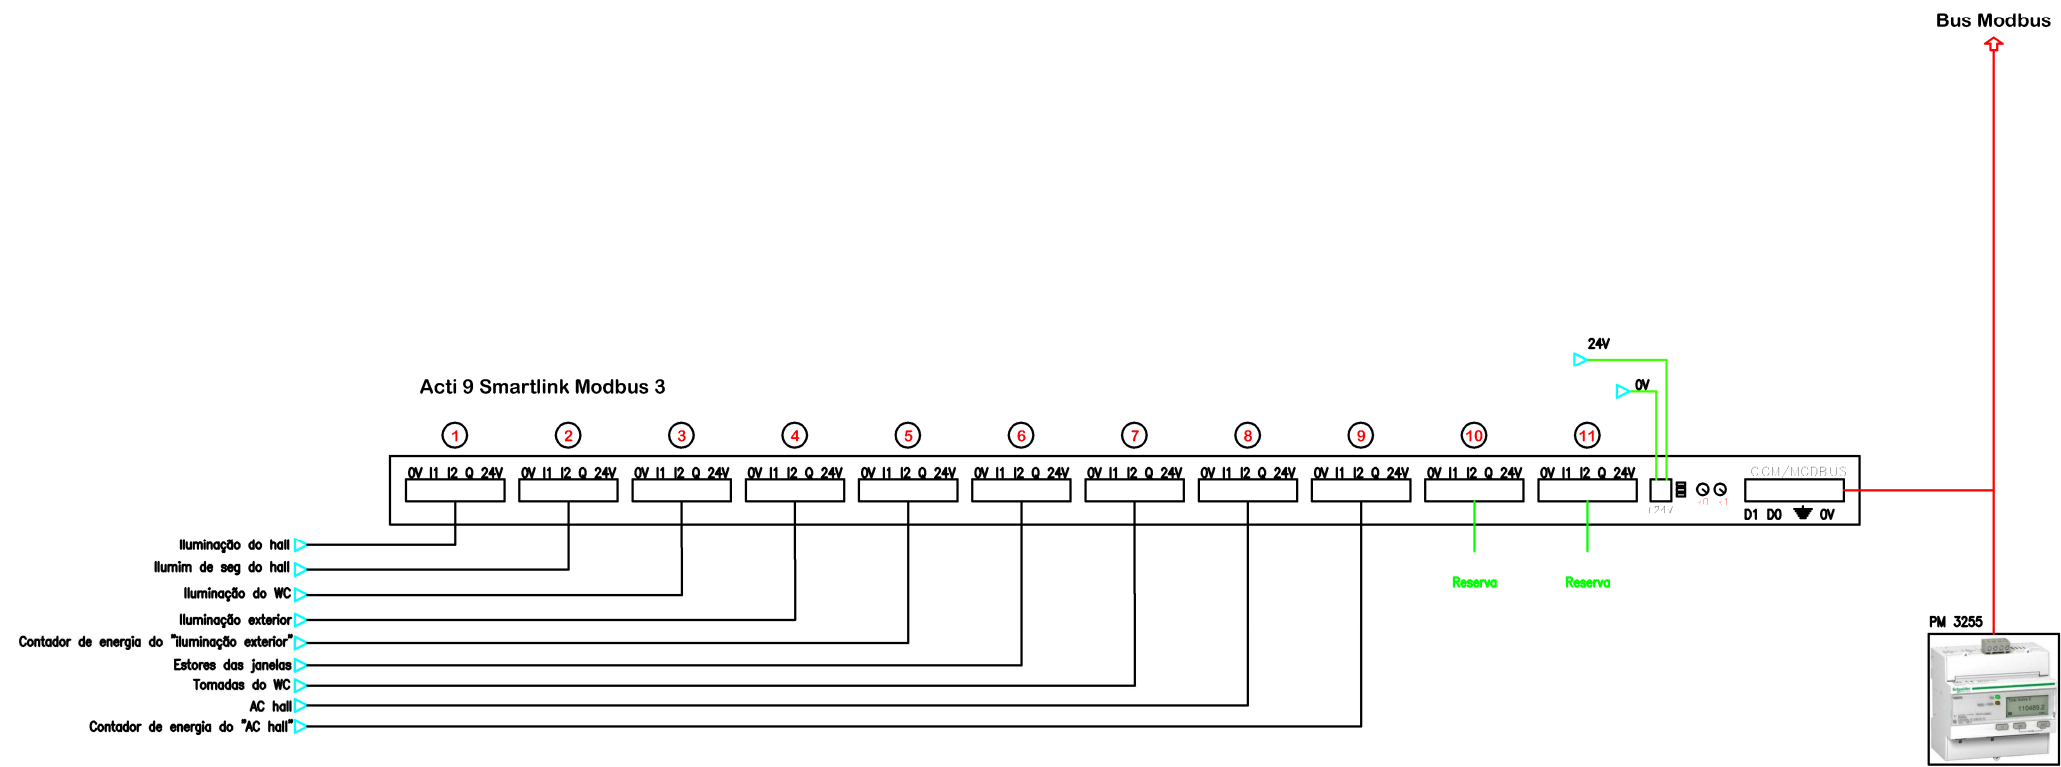 Bus Modbus
24V
0V
Acti 9 Smartlink Modbus 3
1 2 3 4 5 6 7 8 9 10 11
0V I1 I2 Q 24V 0V I1 I2 Q 24V 0V I1 I2 Q 24V 0V I1 I2 Q 24V 0V I1 I2 Q 24V 0V I1 I2 Q 24V 0V I1 I2 Q 24V 0V I1 I2 Q 24V 0V I1 I2 Q 24V 0V I1 I2 Q 24V 0V I1 I2 Q 24V
CCM/MCDBUS
D1 D0 0V
Iluminação do hall
Ilumim de seg do hall
Iluminação do WC
Iluminação exterior
Contador de energia do "iluminação exterior"
Estores das janelas
Tomadas do WC
AC hall
Contador de energia do "AC hall"
Reserva
Reserva
PM 3255
Schneider
110489.2